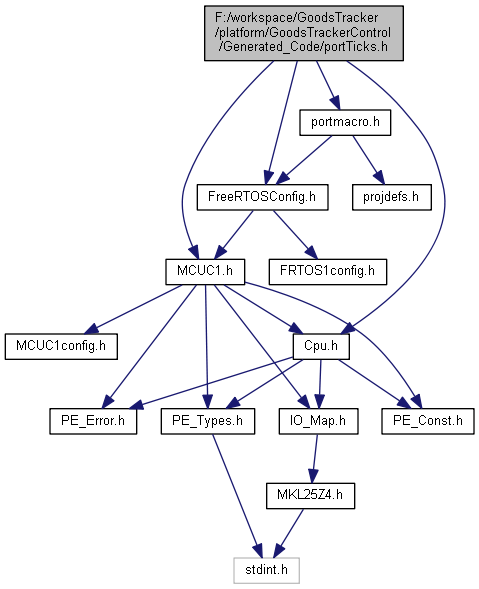 F:/workspace/GoodsTracker
/platform/GoodsTrackerControl
/Generated_Code/portTicks.h
portmacro.h
FreeRTOSConfig.h
projdefs.h
MCUC1.h
FRTOS1config.h
MCUC1config.h
Cpu.h
PE_Error.h
PE_Types.h
IO_Map.h
PE_Const.h
MKL25Z4.h
stdint.h